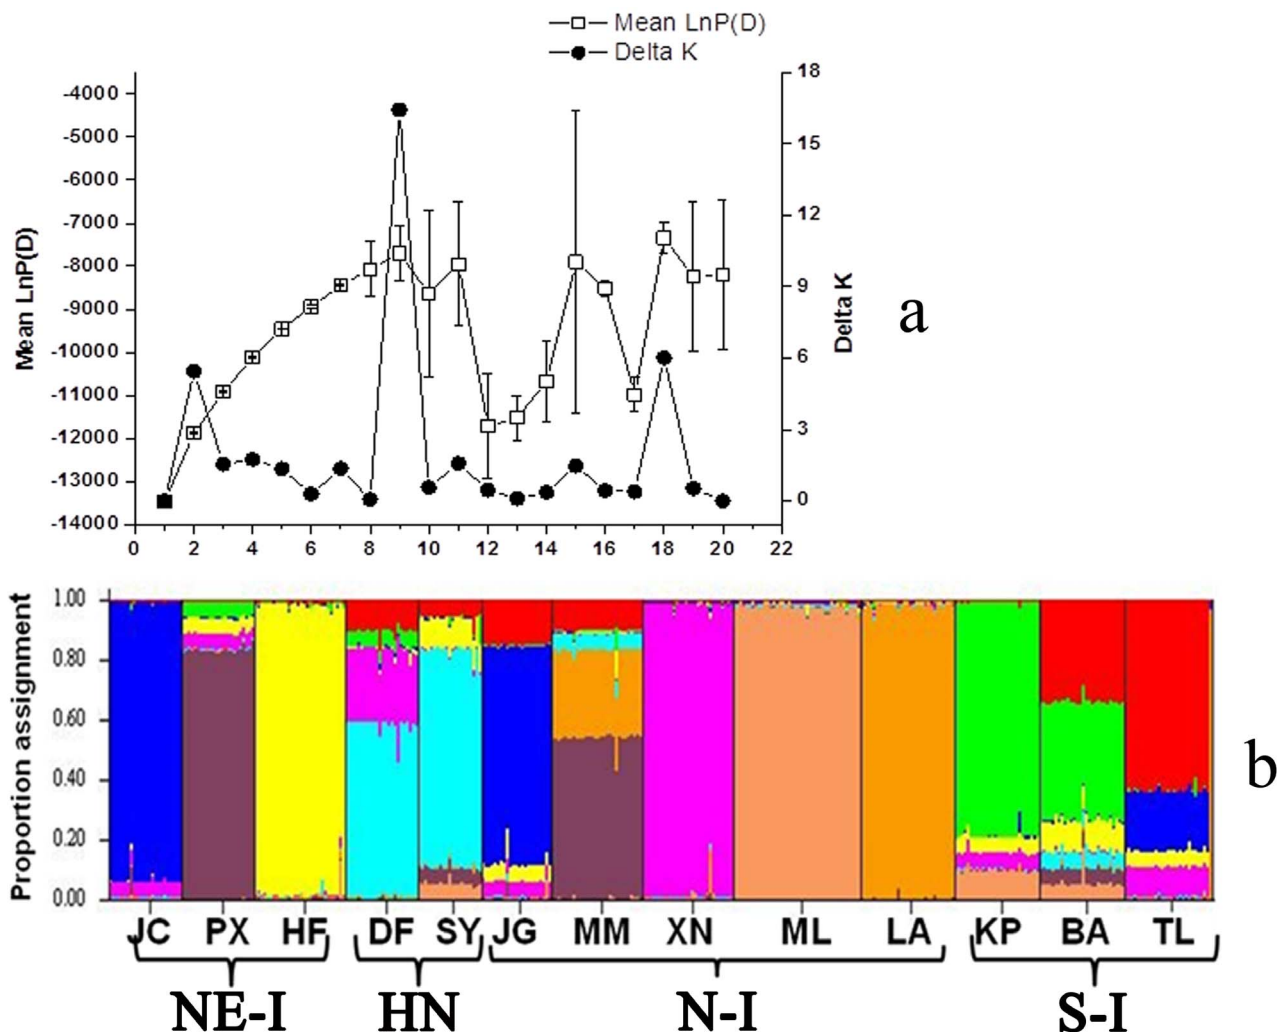 Mean LnP(D)
Delta K
-4000
-5000
-6000
-7000
-8000
-9000
-10000
-11000
-12000
-13000
-14000
Mean LnP(D)
18
15
12
9
6
3
0
Delta K
a
0 2 4 6 8 10 12 14 16 18 20 22
Proportion assignment
1.00
0.80
0.60
0.40
0.20
0.00
b
JC PX HF DF SY JG MM XN ML LA KP BA TL
NE-I HN N-I S-I